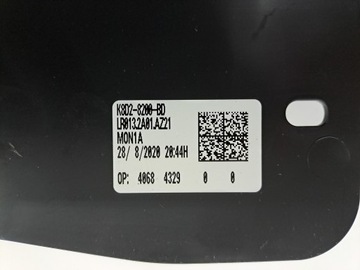 K8D2-8200-BD
LR013.2A01.AZ21
MON1A
28/ 8/2020 20:44H
OP: 4068 4329 0 0